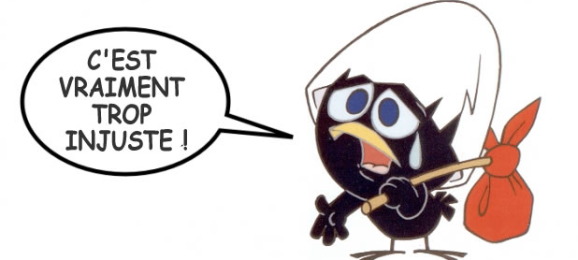 C'EST
VRAIMENT
TROP
INJUSTE !